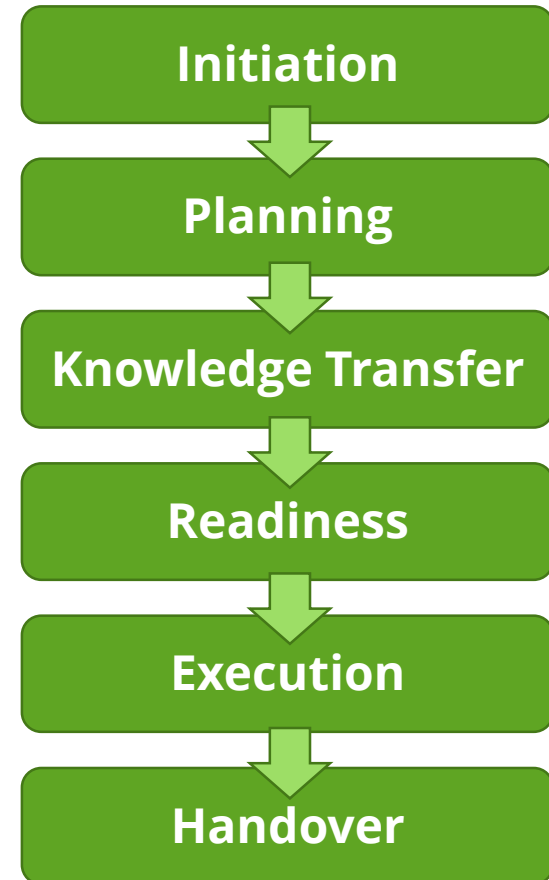 Initiation
Planning
Knowledge Transfer
Readiness
Execution
Handover